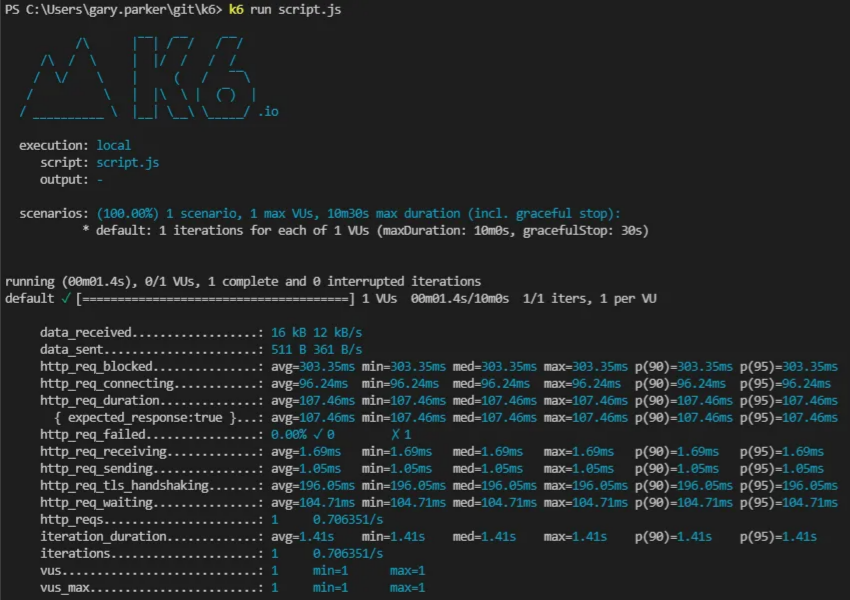 PS C:\Users\gary.parker\git\k6> k6 run script.js
K6
.io
execution: local
script: script.js
output: -
scenarios: (100.00%) 1 scenario, 1 max VUs, 10m30s max duration (incl. graceful stop):
* default: 1 iterations for each of 1 VUs (maxDuration: 10m0s, gracefulStop: 30s)
running (00m01.4s), 0/1 VUs, 1 complete and 0 interrupted iterations
default ✓ [======================================] 1 VUs  00m01.4s/10m0s  1/1 iters, 1 per VU
data_received..................: 16 kB 12 kB/s
data_sent......................: 511 B 361 B/s
http_req_blocked...............: avg=303.35ms min=303.35ms med=303.35ms max=303.35ms p(90)=303.35ms p(95)=303.35ms
http_req_connecting............: avg=96.24ms  min=96.24ms  med=96.24ms  max=96.24ms  p(90)=96.24ms  p(95)=96.24ms
http_req_duration..............: avg=107.46ms min=107.46ms med=107.46ms max=107.46ms p(90)=107.46ms p(95)=107.46ms
{ expected_response:true }...: avg=107.46ms min=107.46ms med=107.46ms max=107.46ms p(90)=107.46ms p(95)=107.46ms
http_req_failed................: 0.00% ✓ 0        ✗ 1
http_req_receiving.............: avg=1.69ms   min=1.69ms   med=1.69ms   max=1.69ms   p(90)=1.69ms   p(95)=1.69ms
http_req_sending...............: avg=1.05ms   min=1.05ms   med=1.05ms   max=1.05ms   p(90)=1.05ms   p(95)=1.05ms
http_req_tls_handshaking.......: avg=196.05ms min=196.05ms med=196.05ms max=196.05ms p(90)=196.05ms p(95)=196.05ms
http_req_waiting...............: avg=104.71ms min=104.71ms med=104.71ms max=104.71ms p(90)=104.71ms p(95)=104.71ms
http_reqs......................: 1     0.706351/s
iteration_duration.............: avg=1.41s    min=1.41s    med=1.41s    max=1.41s    p(90)=1.41s    p(95)=1.41s
iterations.....................: 1     0.706351/s
vus............................: 1     min=1      max=1
vus_max........................: 1     min=1      max=1